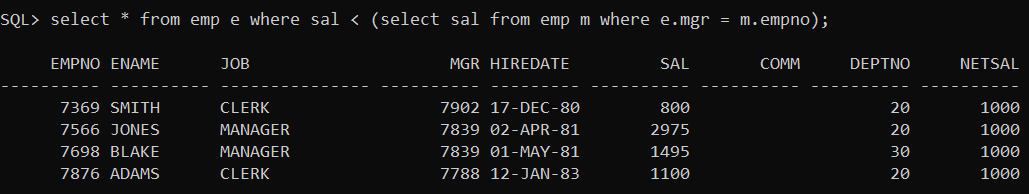 SQL> select * from emp e where sal < (select sal from emp m where e.mgr = m.empno);
EMPNO ENAME JOB MGR HIREDATE SAL COMM DEPTNO NETSAL
---------- ---------- --------------- ---------- --------- ---------- ---------- ---------- ----------
7369 SMITH CLERK 7902 17-DEC-80 800 20 1000
7566 JONES MANAGER 7839 02-APR-81 2975 20 1000
7698 BLAKE MANAGER 7839 01-MAY-81 1495 30 1000
7876 ADAMS CLERK 7788 12-JAN-83 1100 20 1000